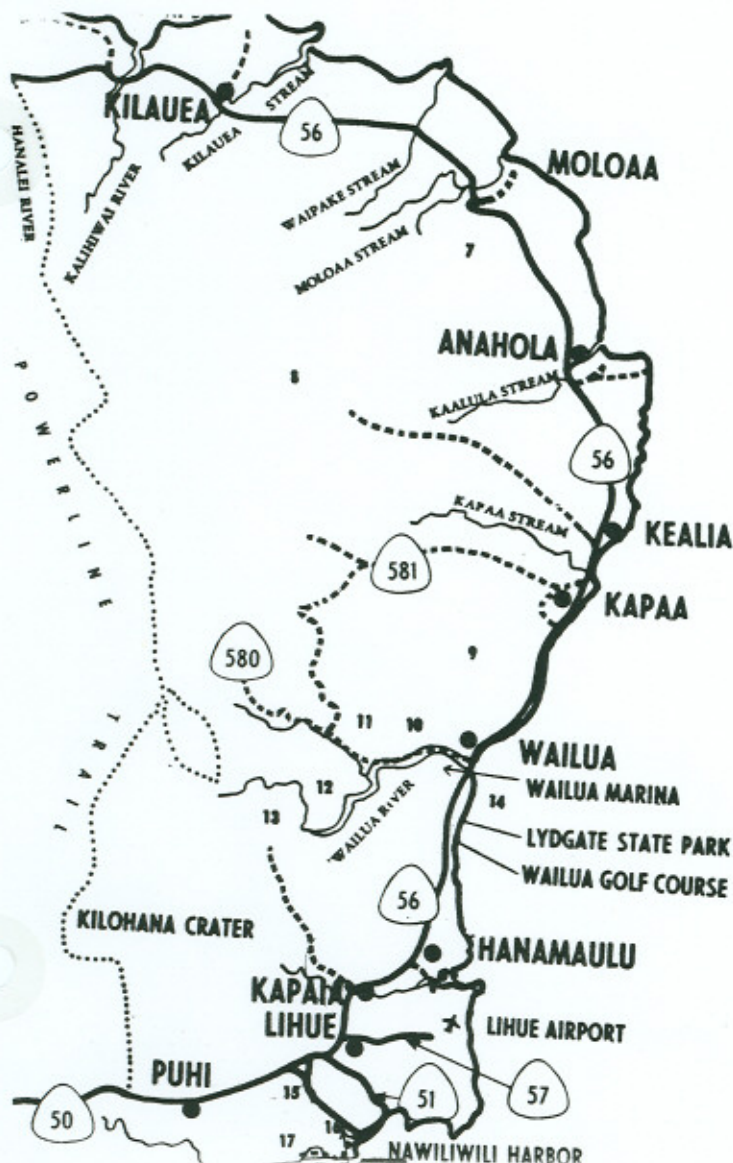 KILAUEA
STREAM
KILAUEA
56
MOLOAA
HANALEI RIVER
KALIHIWAI RIVER
WAIPAKE STREAM
MOLOAA STREAM
7
ANAHOLA
KAALULA STREAM
8
POWERLINE
56
KAPAA STREAM
KEALIA
581
KAPAA
580
9
11
10
WAILUA
WAILUA MARINA
12
13
WAILUA RIVER
14
TRAIL
LYDGATE STATE PARK
WAILUA GOLF COURSE
56
KILOHANA CRATER
HANAMAULU
KAPAIA
LIHUE
LIHUE AIRPORT
PUHI
15
51
57
50
16
17
NAWILIWILI HARBOR